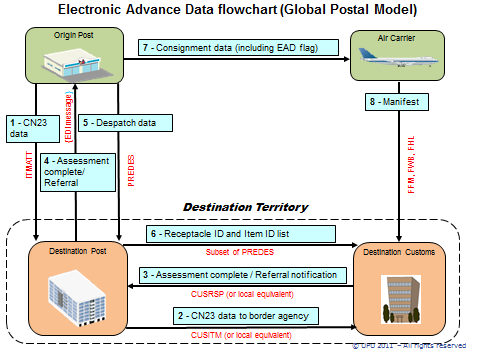 Electronic Advance Data flowchart (Global Postal Model)
Origin Post
Air Carrier
7 - Consignment data (including EAD flag)
1 - CN23
data
ITMATT
(EDI message)
4 - Assessment
complete/
Referral
5 - Despatch data
PREDES
8 - Manifest
FFM, FWB, FHL
Destination Territory
Destination Post
Destination Customs
6 - Receptacle ID and Item ID list
Subset of PREDES
3 - Assessment complete / Referral notification
CUSRSP (or local equivalent)
2 - CN23 data to border agency
CUSITM (or local equivalent)
© UPU 2011 – All rights reserved